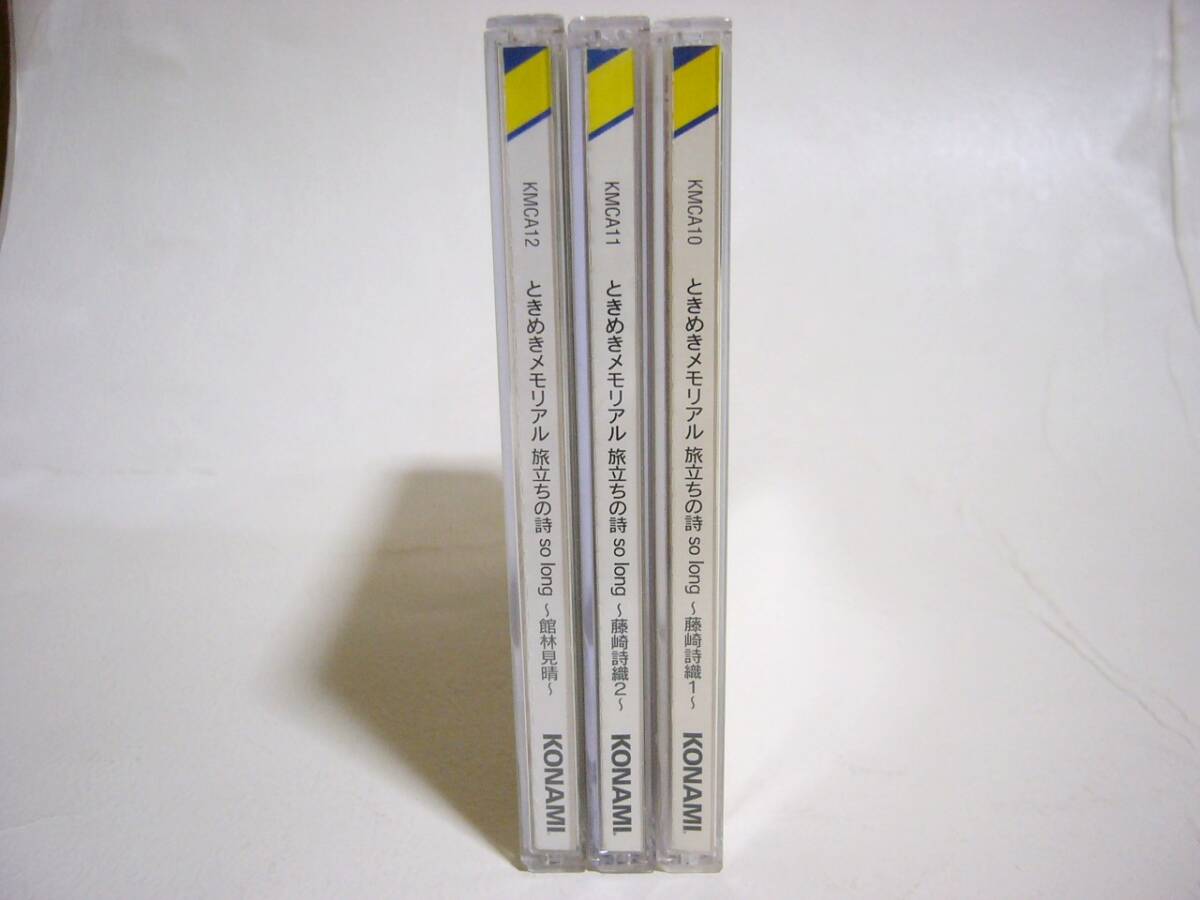 KMCA12 ときめきメモリアル 旅立ちの詩 so long ～館林見晴～ KONAMI
KMCA11 ときめきメモリアル 旅立ちの詩 so long ～藤崎詩織2～ KONAMI
KMCA10 ときめきメモリアル 旅立ちの詩 so long ～藤崎詩織1～ KONAMI